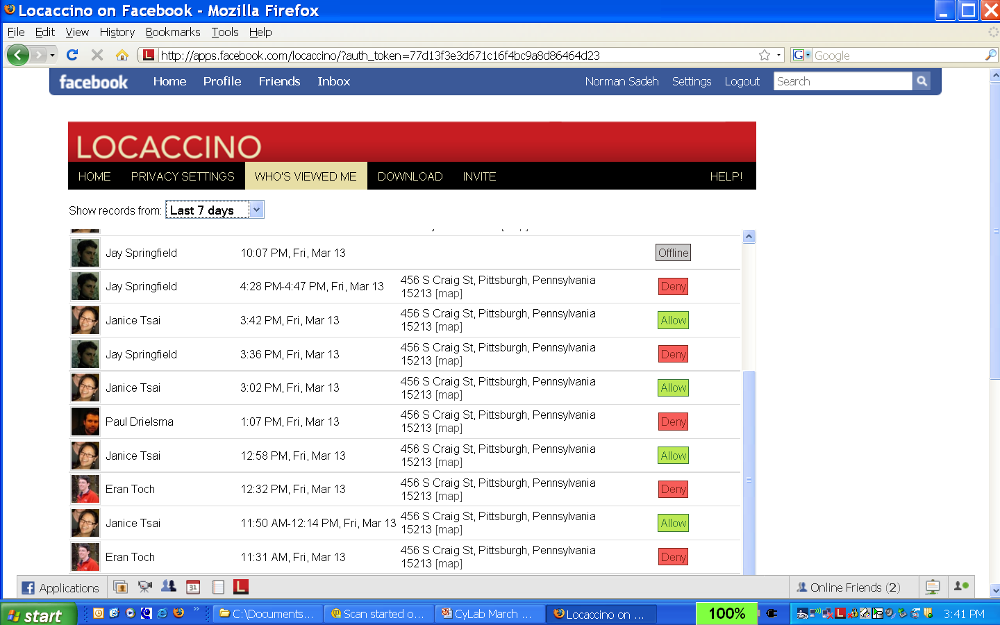 Locaccino on Facebook - Mozilla Firefox
File Edit View History Bookmarks Tools Help
http://apps.facebook.com/locaccino/?auth_token=77d13f3e3d671c16f4bc9a8d86464d23
Google
facebook Home Profile Friends Inbox Norman Sadeh Settings Logout Search
LOCACCINO
HOME PRIVACY SETTINGS WHO'S VIEWED ME DOWNLOAD INVITE HELP!
Show records from: Last 7 days
Jay Springfield 10:07 PM, Fri, Mar 13 Offline
Jay Springfield 4:28 PM-4:47 PM, Fri, Mar 13 456 S Craig St, Pittsburgh, Pennsylvania
15213 [map] Deny
Janice Tsai 3:42 PM, Fri, Mar 13 456 S Craig St, Pittsburgh, Pennsylvania
15213 [map] Allow
Jay Springfield 3:36 PM, Fri, Mar 13 456 S Craig St, Pittsburgh, Pennsylvania
15213 [map] Deny
Janice Tsai 3:02 PM, Fri, Mar 13 456 S Craig St, Pittsburgh, Pennsylvania
15213 [map] Allow
Paul Drielsma 1:07 PM, Fri, Mar 13 456 S Craig St, Pittsburgh, Pennsylvania
15213 [map] Deny
Janice Tsai 12:58 PM, Fri, Mar 13 456 S Craig St, Pittsburgh, Pennsylvania
15213 [map] Allow
Eran Toch 12:32 PM, Fri, Mar 13 456 S Craig St, Pittsburgh, Pennsylvania
15213 [map] Deny
Janice Tsai 11:50 AM-12:14 PM, Fri, Mar 13 456 S Craig St, Pittsburgh, Pennsylvania
15213 [map] Allow
Eran Toch 11:31 AM, Fri, Mar 13 456 S Craig St, Pittsburgh, Pennsylvania
15213 [map] Deny
Applications 31 L Online Friends (2)
start C:\Documents... Scan started o... CyLab March ... Locaccino on ... 100% 3:41 PM